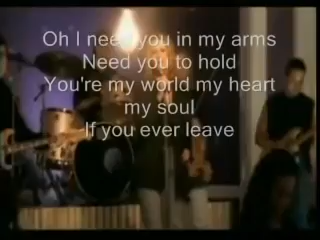 Oh I need you in my arms
Need you to hold
You're my world my heart
my soul
If you ever leave